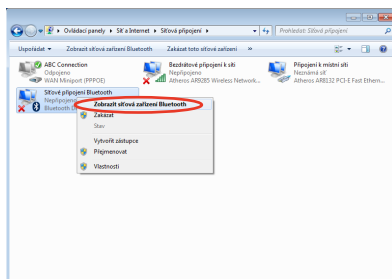 Ovládací panely ▸ Síť a Internet ▸ Síťová připojení ▸
Prohledat: Síťová připojení
Uspořádat
Zobrazit síťová zařízení Bluetooth
Zakázat toto síťové zařízení
»
ABC Connection
Odpojeno
WAN Miniport (PPPOE)
Bezdrátové připojení k síti
Nepřipojeno
Atheros AR9285 Wireless Network...
Připojení k místní síti
Neznámá síť
Atheros AR8132 PCI-E Fast Ethern...
Síťové připojení Bluetooth
Nepřipojeno
Bluetooth
Zobrazit síťová zařízení Bluetooth
Zakázat
Stav
Vytvořit zástupce
Přejmenovat
Vlastnosti